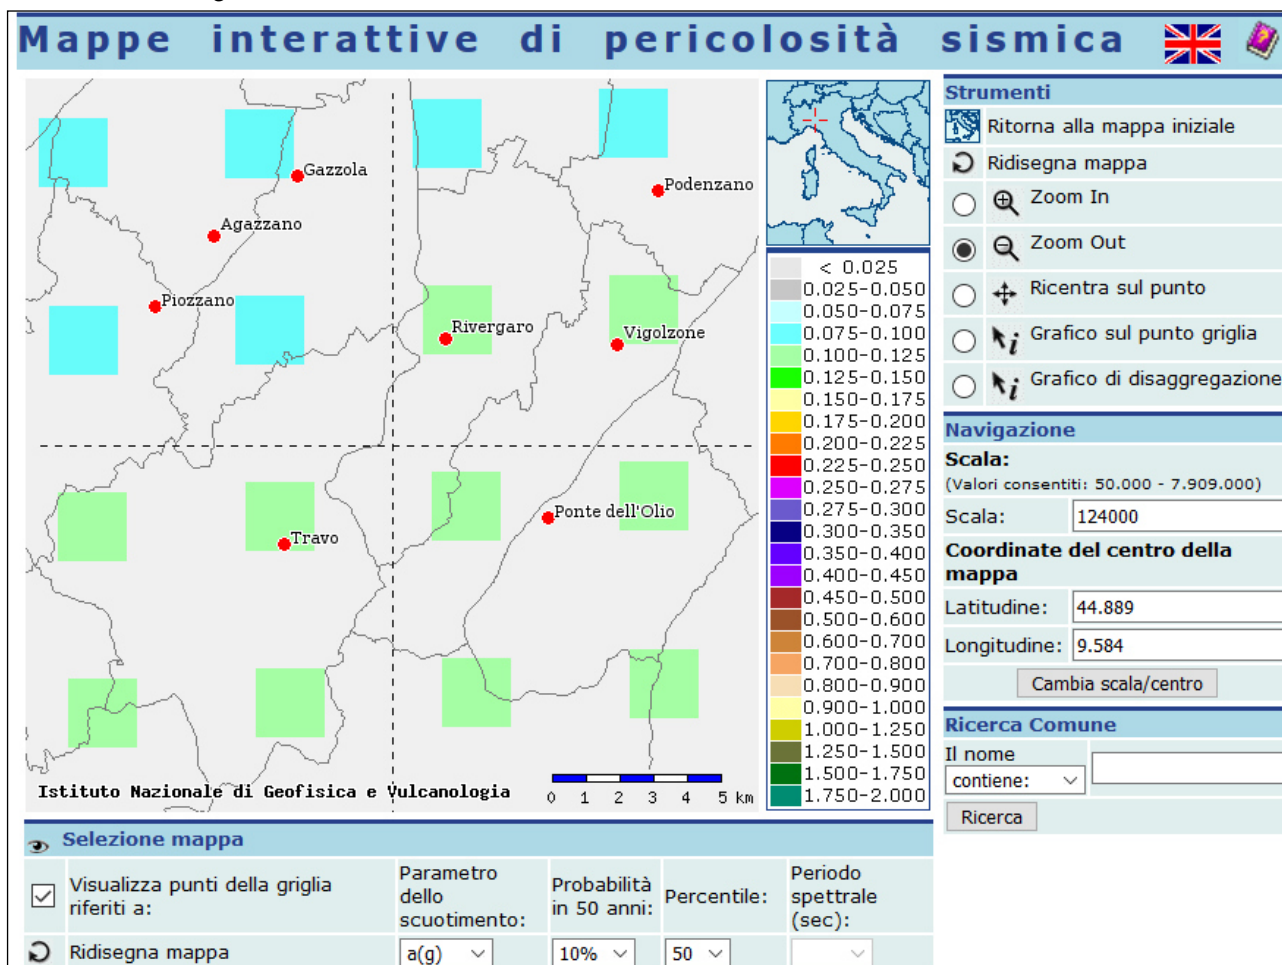 Mappe interattive di pericolosità sismica
Gazzola
Podenzano
Agazzano
Piozzano
Rivergaro
Vigolzone
Ponte dell'Olio
Travo
Istituto Nazionale di Geofisica e Vulcanologia
0 1 2 3 4 5 km
< 0.025
0.025-0.050
0.050-0.075
0.075-0.100
0.100-0.125
0.125-0.150
0.150-0.175
0.175-0.200
0.200-0.225
0.225-0.250
0.250-0.275
0.275-0.300
0.300-0.350
0.350-0.400
0.400-0.450
0.450-0.500
0.500-0.600
0.600-0.700
0.700-0.800
0.800-0.900
0.900-1.000
1.000-1.250
1.250-1.500
1.500-1.750
1.750-2.000
Strumenti
Ritorna alla mappa iniziale
Ridisegna mappa
Zoom In
Zoom Out
Ricentra sul punto
Grafico sul punto griglia
Grafico di disaggregazione
Navigazione
Scala:
(Valori consentiti: 50.000 - 7.909.000)
Scala: 124000
Coordinate del centro della
mappa
Latitudine: 44.889
Longitudine: 9.584
Cambia scala/centro
Ricerca Comune
Il nome
contiene:
Ricerca
Selezione mappa
Visualizza punti della griglia
riferiti a:
Parametro
dello
scuotimento:
Probabilità
in 50 anni:
Percentile:
Periodo
spettrale
(sec):
Ridisegna mappa
a(g) 10% 50